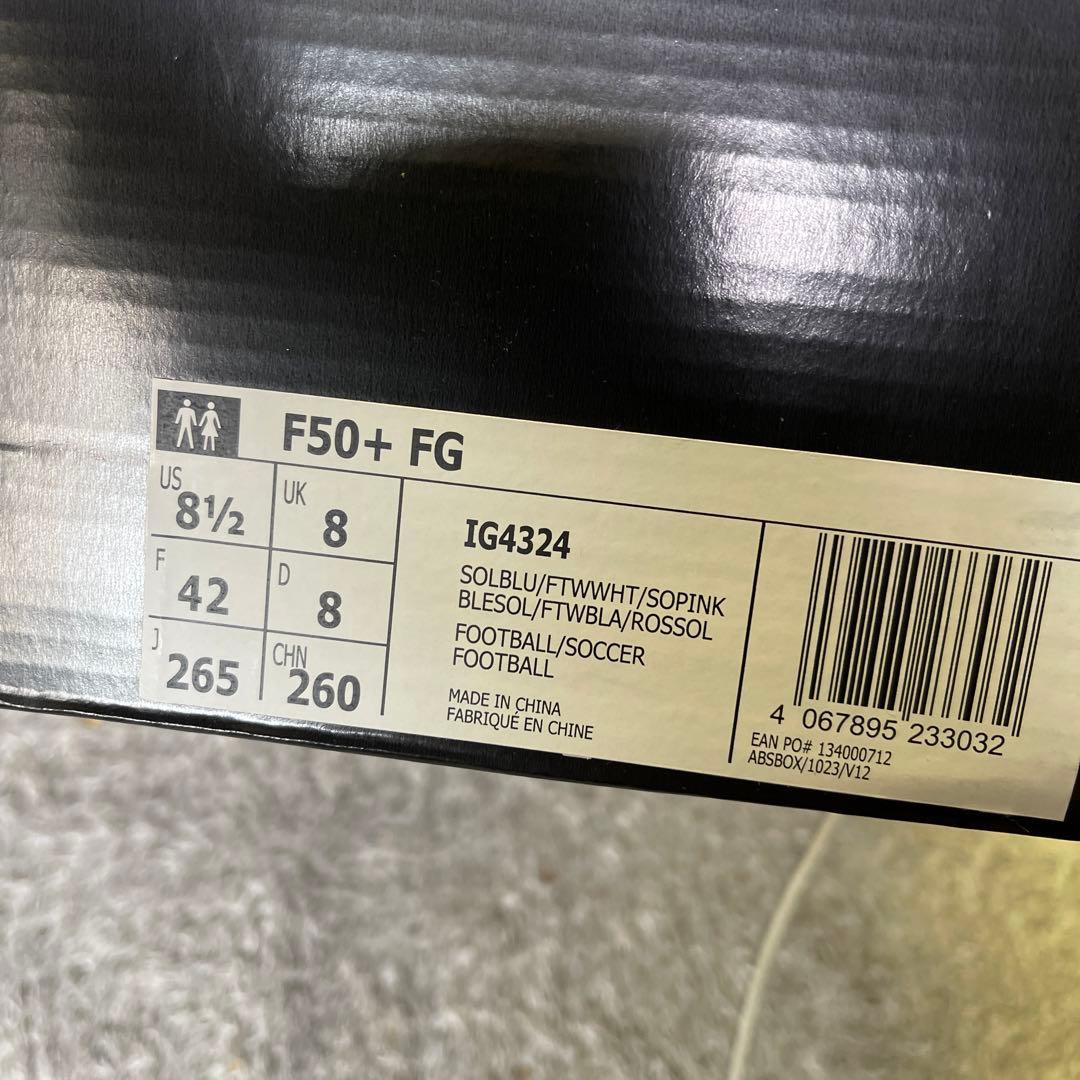 F50+ FG
US 8½
UK 8
F 42
D 8
J 265
CHN 260
IG4324
SOLBLU/FTWWHT/SOPINK
BLESOL/FTWBLA/ROSSOL
FOOTBALL/SOCCER
FOOTBALL
MADE IN CHINA
FABRIQUÉ EN CHINE
4 067895 233032
EAN PO# 134000712
ABSBOX/1023/V12